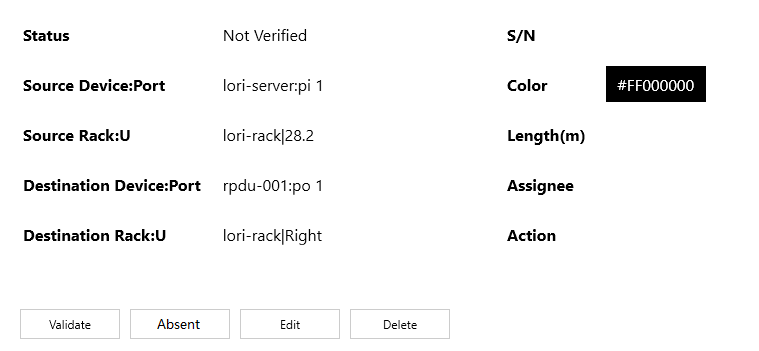 Status Not Verified S/N
Source Device:Port lori-server:pi 1 Color #FF000000
Source Rack:U lori-rack|28.2 Length(m)
Destination Device:Port rpdu-001:po 1 Assignee
Destination Rack:U lori-rack|Right Action
Validate Absent Edit Delete